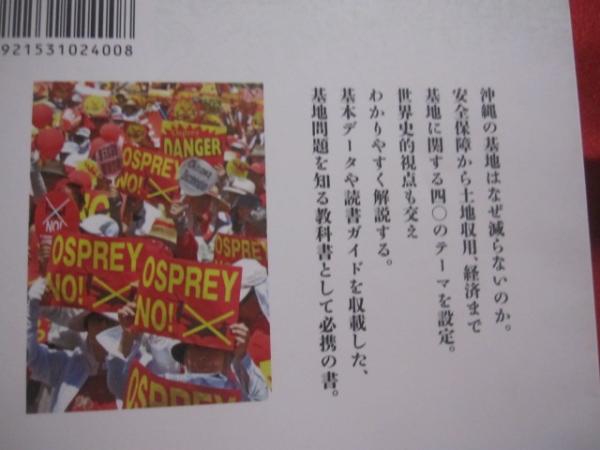 921531024008
沖縄の基地はなぜ減らないのか。
安全保障から土地収用、経済まで
基地に関する四〇のテーマを設定。
世界史的視点も交え
わかりやすく解説する。
基本データや読書ガイドを収載した、
基地問題を知る教科書として必携の書。
DANGER
OSPREY
NO!
NO!
OSPREY
NO!
OSPREY
NO!
OSPREY
OSPREY